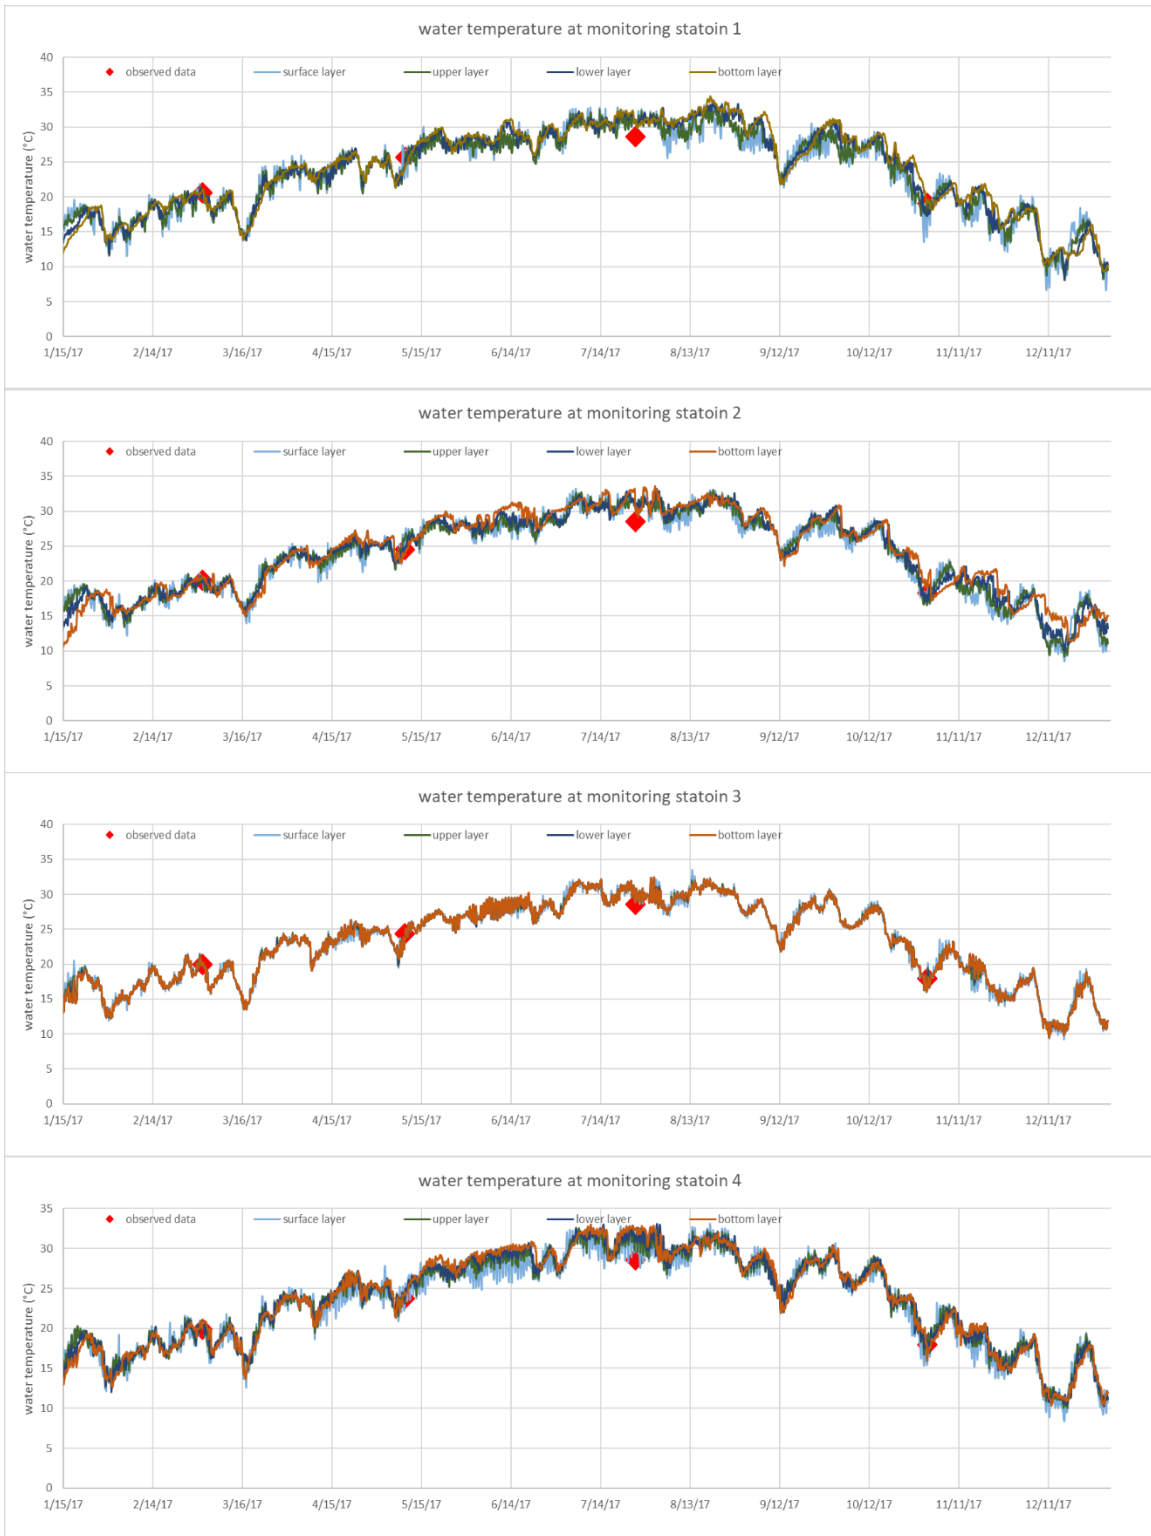 water temperature at monitoring statoin 1
observed data surface layer upper layer lower layer bottom layer
water temperature (°C)
40
35
30
25
20
15
10
5
0
1/15/17 2/14/17 3/16/17 4/15/17 5/15/17 6/14/17 7/14/17 8/13/17 9/12/17 10/12/17 11/11/17 12/11/17
water temperature at monitoring statoin 2
observed data surface layer upper layer lower layer bottom layer
water temperature (°C)
40
35
30
25
20
15
10
5
0
1/15/17 2/14/17 3/16/17 4/15/17 5/15/17 6/14/17 7/14/17 8/13/17 9/12/17 10/12/17 11/11/17 12/11/17
water temperature at monitoring statoin 3
observed data surface layer upper layer lower layer bottom layer
water temperature (°C)
40
35
30
25
20
15
10
5
0
1/15/17 2/14/17 3/16/17 4/15/17 5/15/17 6/14/17 7/14/17 8/13/17 9/12/17 10/12/17 11/11/17 12/11/17
water temperature at monitoring statoin 4
observed data surface layer upper layer lower layer bottom layer
water temperature (°C)
35
30
25
20
15
10
5
0
1/15/17 2/14/17 3/16/17 4/15/17 5/15/17 6/14/17 7/14/17 8/13/17 9/12/17 10/12/17 11/11/17 12/11/17